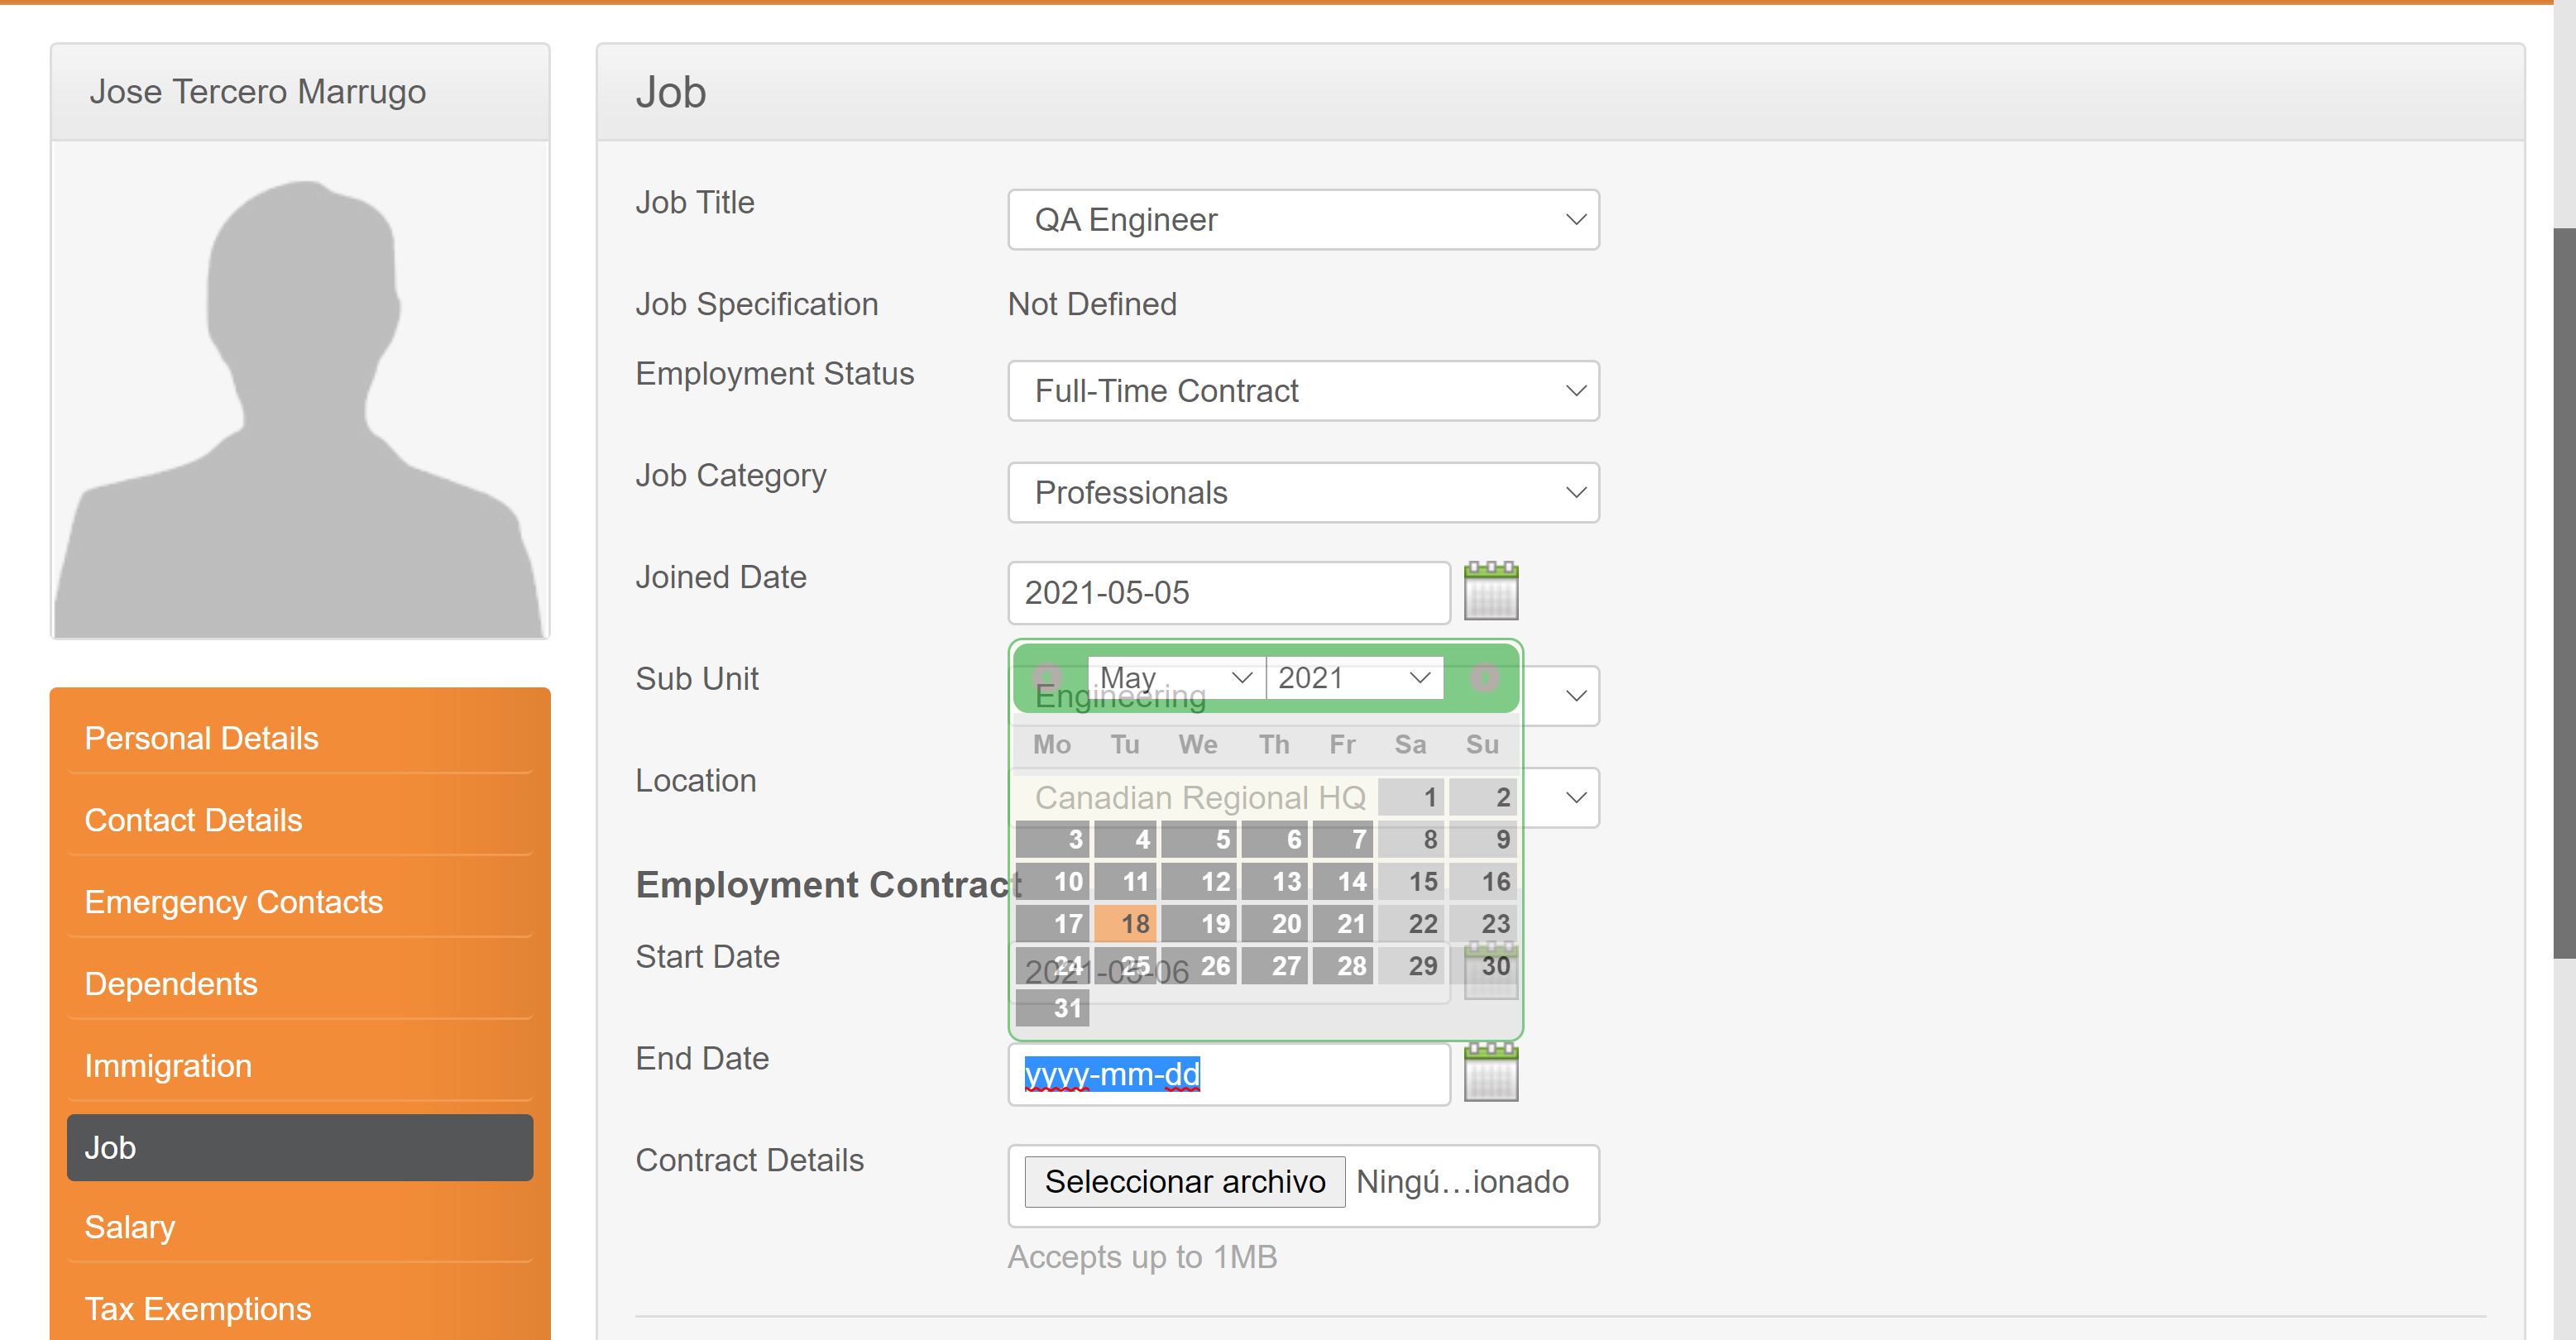 Jose Tercero Marrugo
Personal Details
Contact Details
Emergency Contacts
Dependents
Immigration
Job
Salary
Tax Exemptions
Job
Job Title
QA Engineer
Job Specification
Not Defined
Employment Status
Full-Time Contract
Job Category
Professionals
Joined Date
2021-05-05
Sub Unit
Engineering
May 2021
Mo Tu We Th Fr Sa Su
Location
Canadian Regional HQ
1 2
3 4 5 6 7 8 9
10 11 12 13 14 15 16
17 18 19 20 21 22 23
24 25 26 27 28 29 30
31
Employment Contract
Start Date
2021-05-06
End Date
yyyy-mm-dd
Contract Details
Seleccionar archivo Ningú…ionado
Accepts up to 1MB